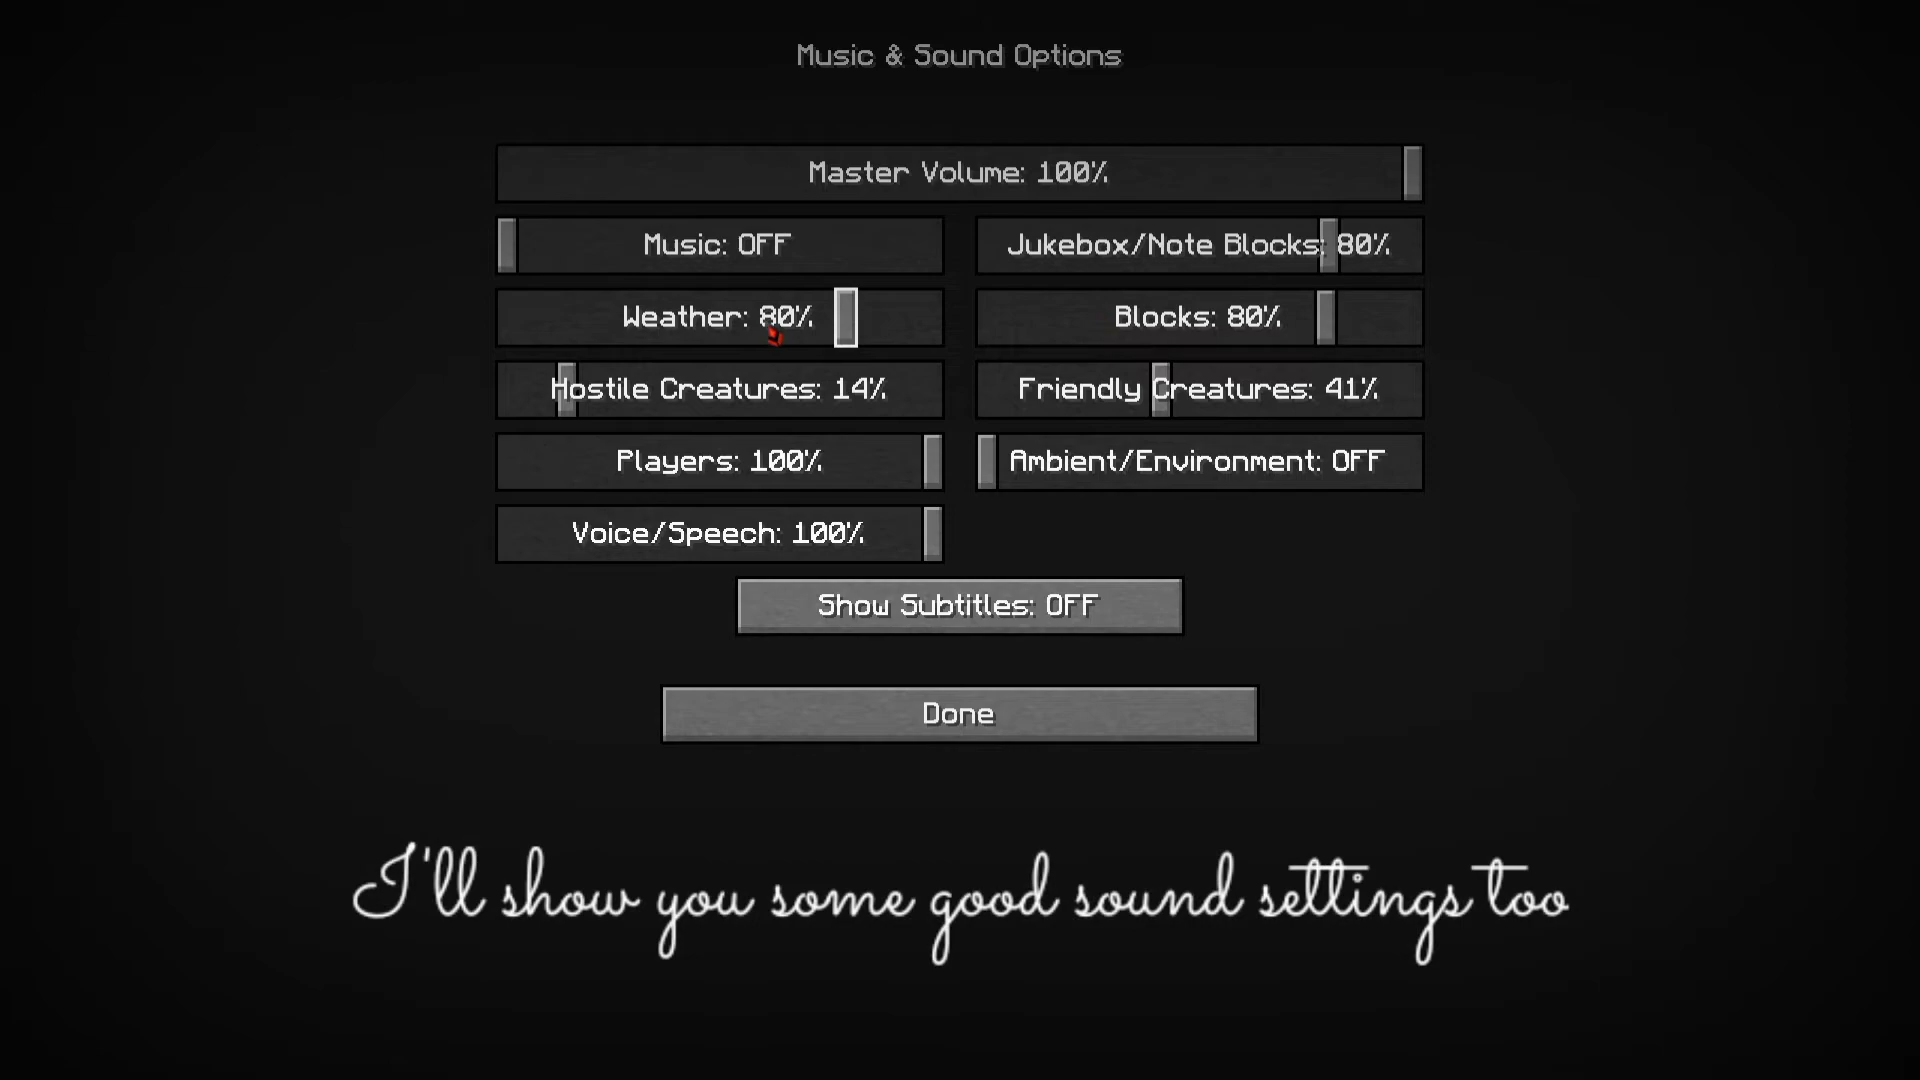 Music & Sound Options
Master Volume: 100%
Music: OFF
Jukebox/Note Blocks: 80%
Weather: 80%
Blocks: 80%
Hostile Creatures: 14%
Friendly Creatures: 41%
Players: 100%
Ambient/Environment: OFF
Voice/Speech: 100%
Show Subtitles: OFF
Done
I'll show you some good sound settings too